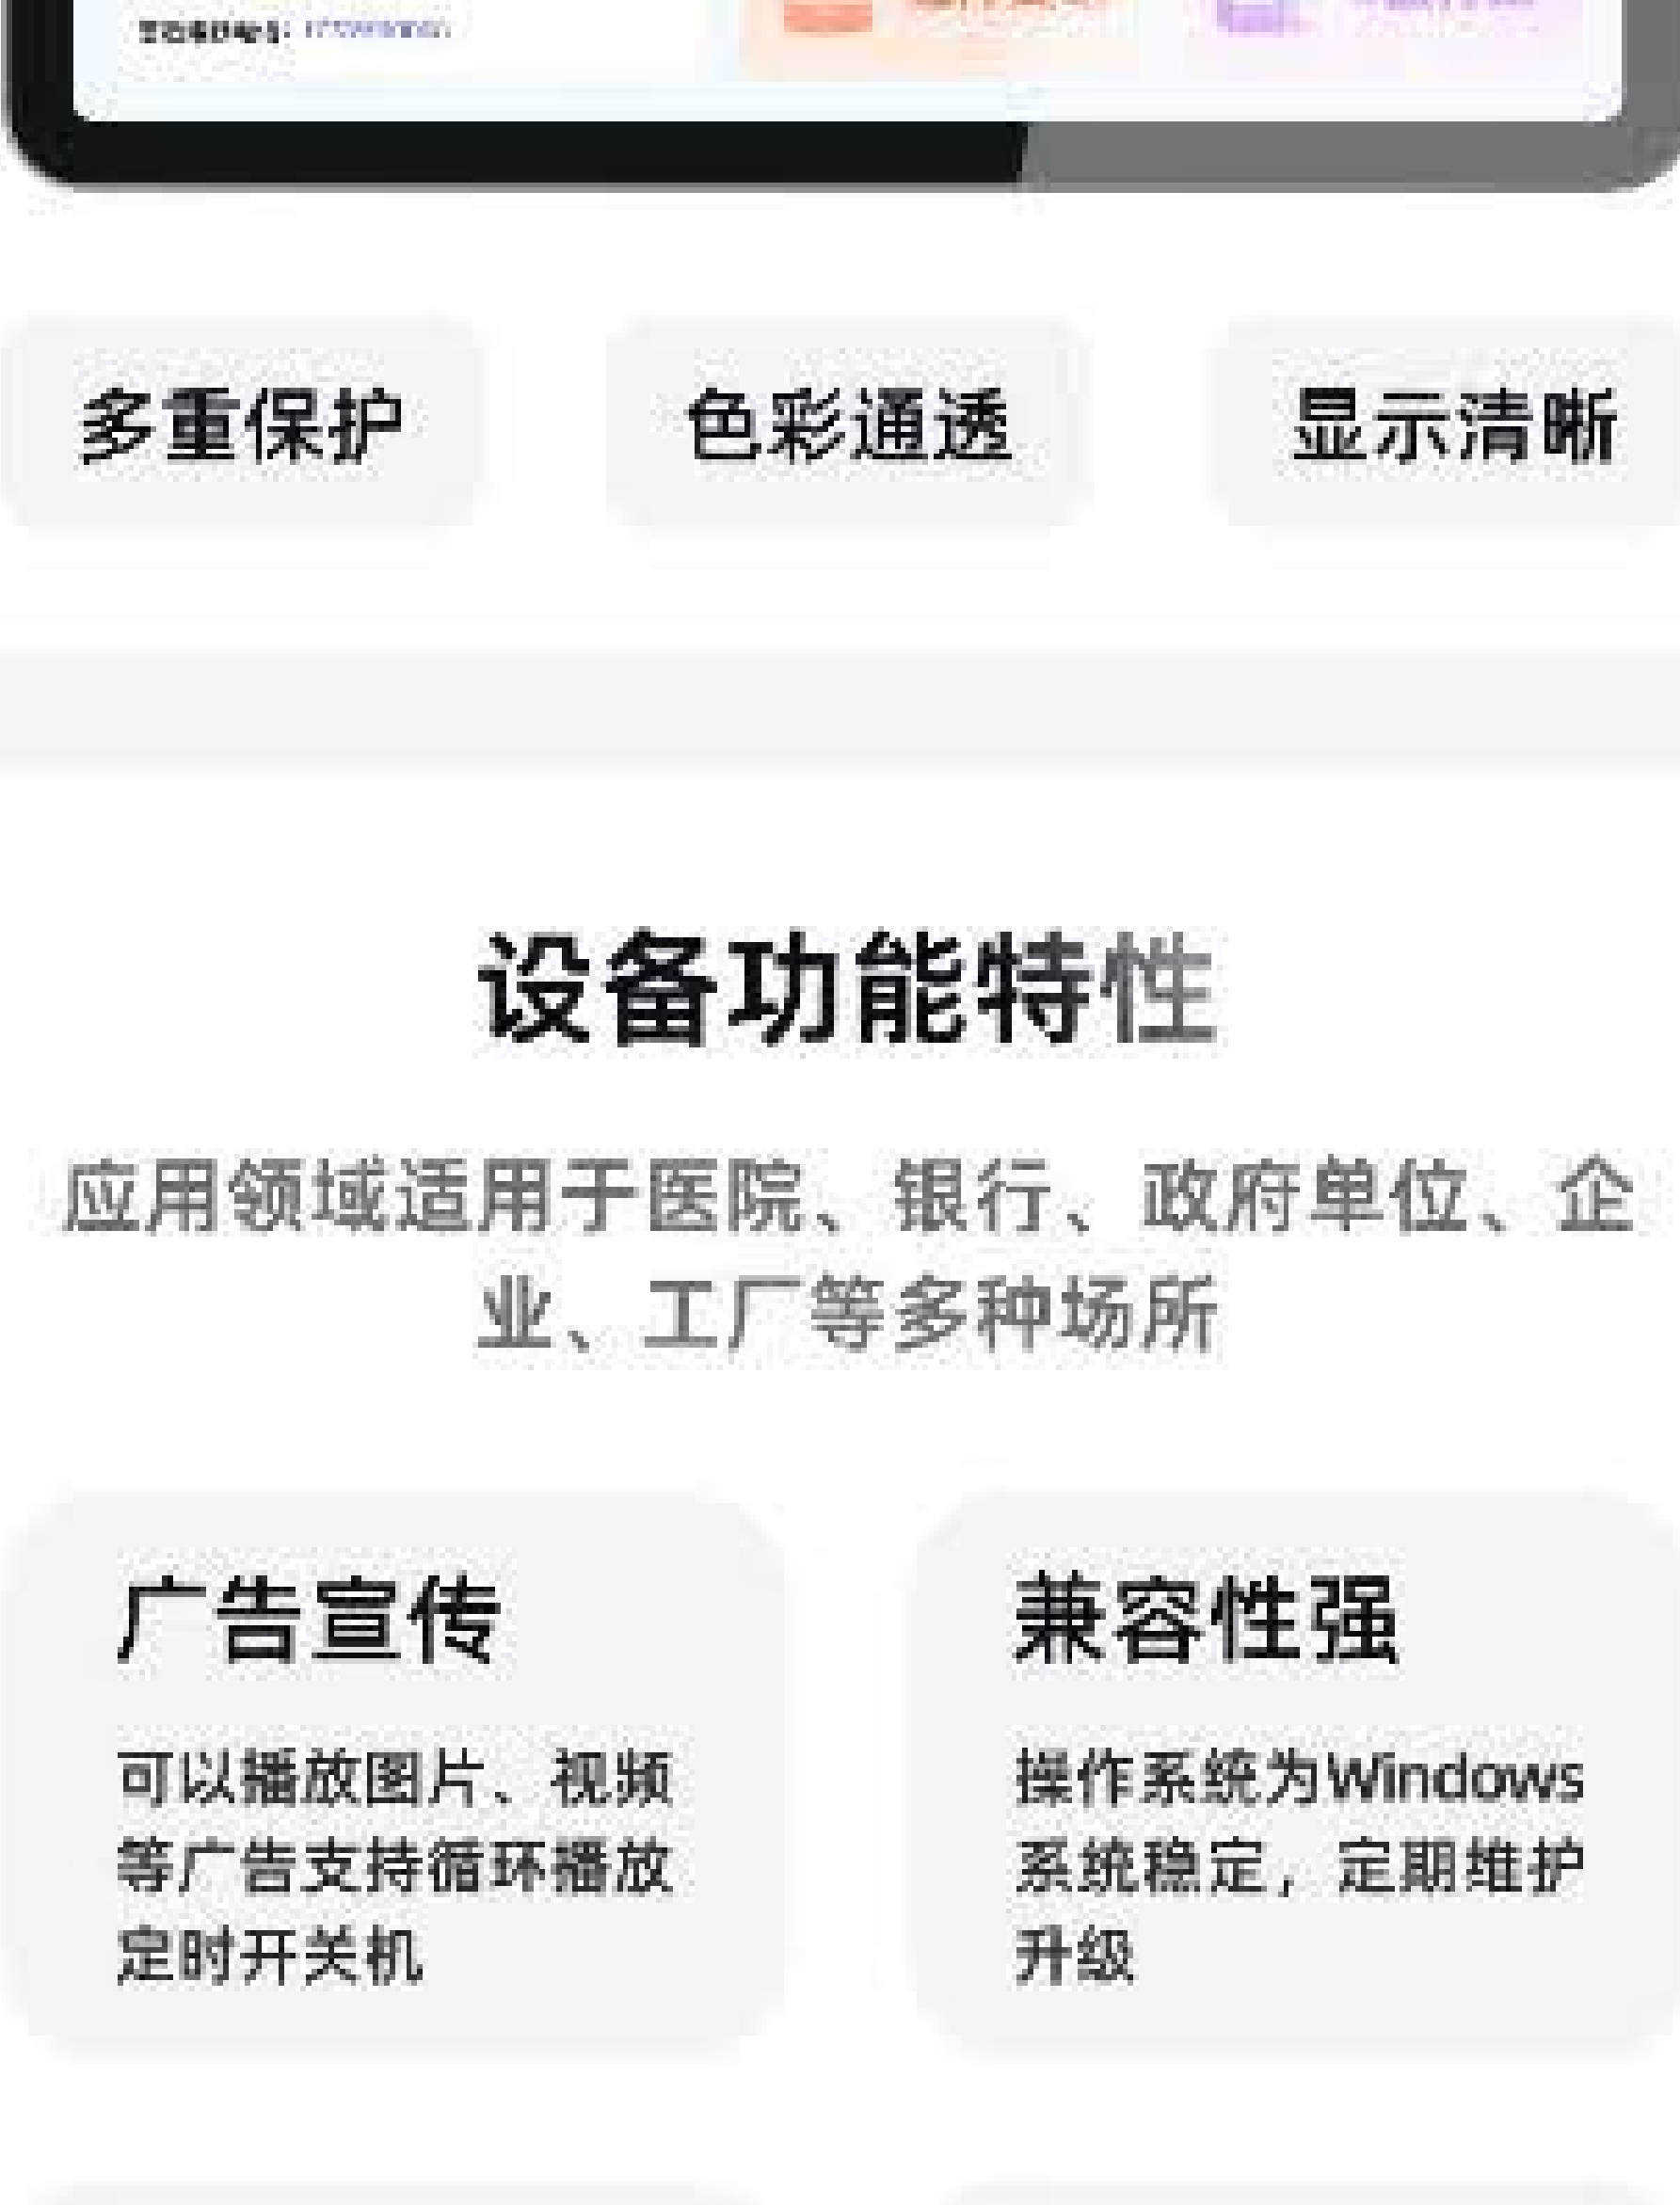 多重保护
色彩通透
显示清晰
设备功能特性
应用领域适用于医院、银行、政府单位、企
业、工厂等多种场所
广告宣传
可以播放图片、视频
等广告支持循环播放
定时开关机
兼容性强
操作系统为Windows
系统稳定，定期维护
升级